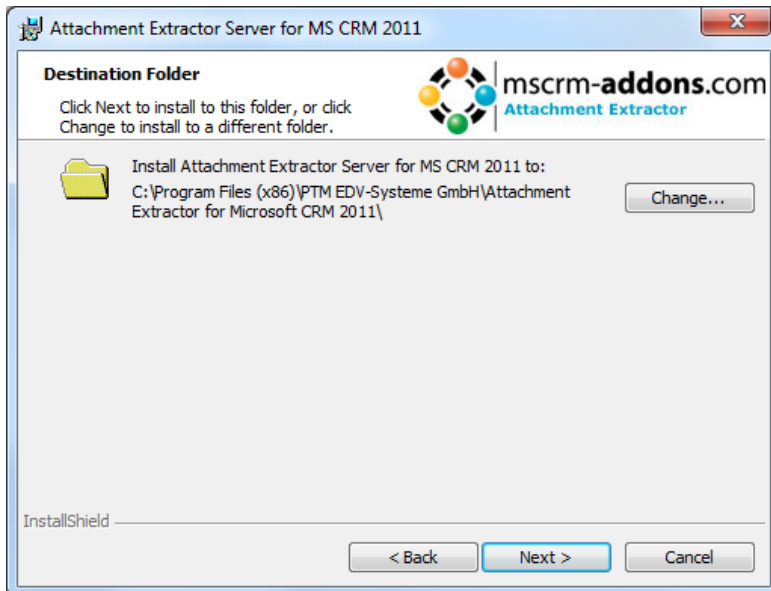 Attachment Extractor Server for MS CRM 2011
Destination Folder
Click Next to install to this folder, or click
Change to install to a different folder.
mscrm-addons.com
Attachment Extractor
Install Attachment Extractor Server for MS CRM 2011 to:
C:\Program Files (x86)\PTM EDV-Systeme GmbH\Attachment
Extractor for Microsoft CRM 2011\
Change...
InstallShield
< Back
Next >
Cancel